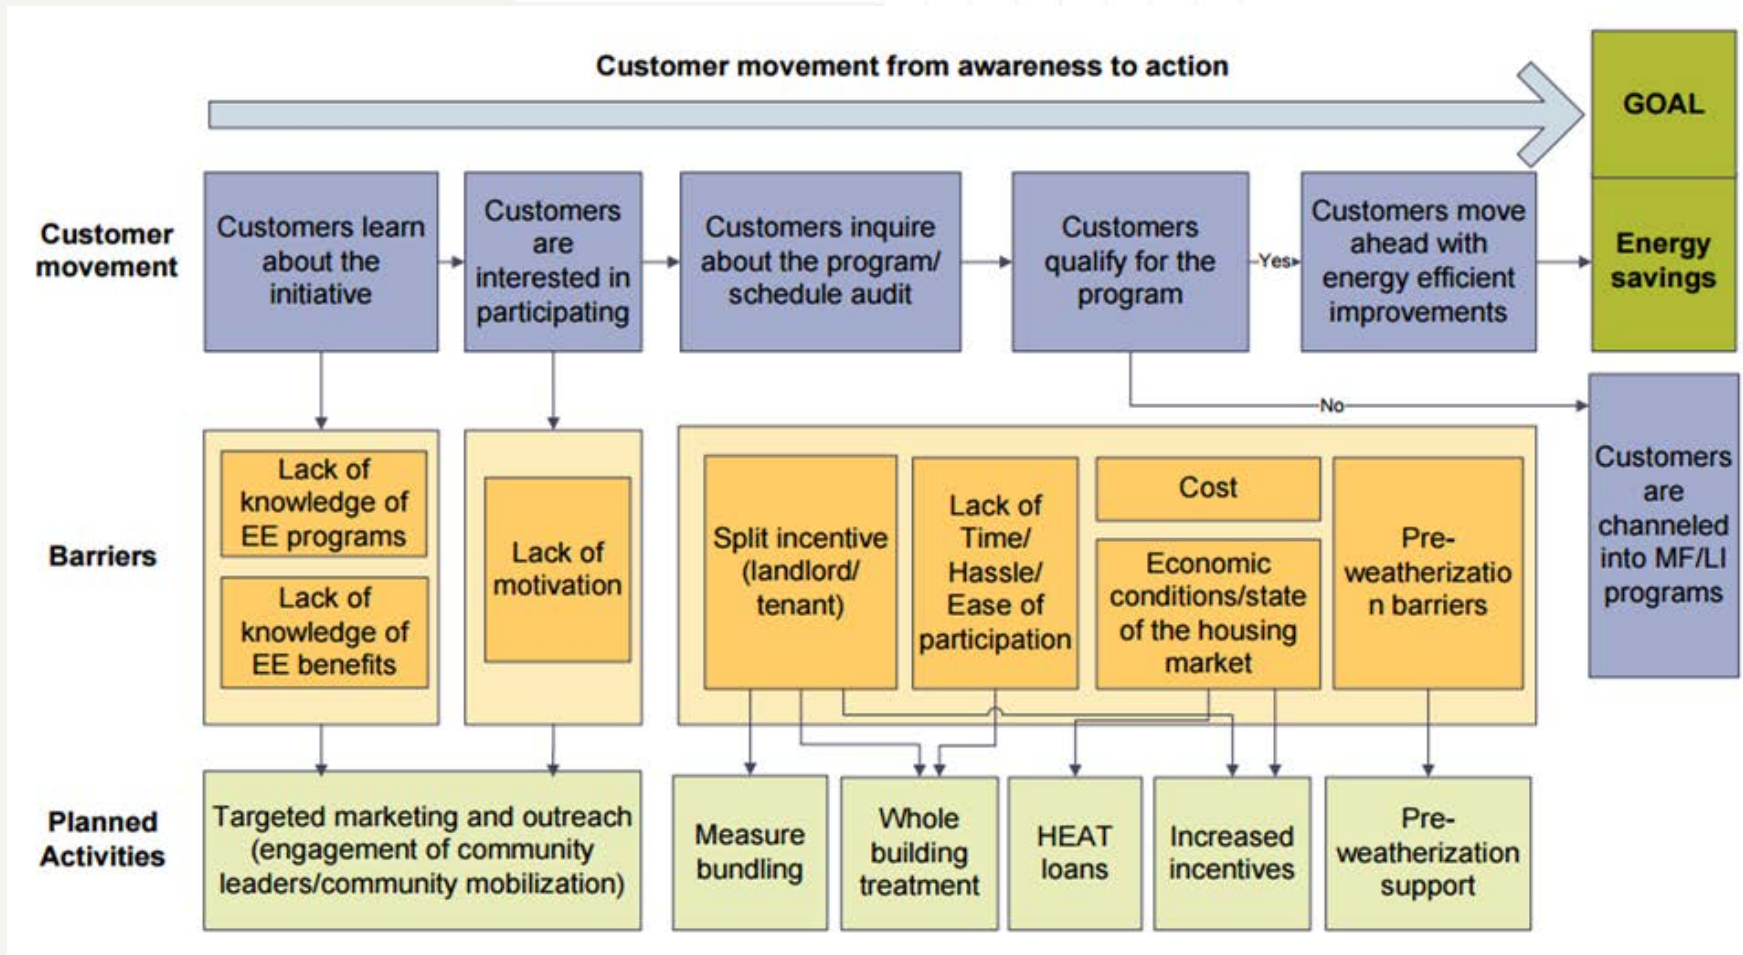 Customer movement from awareness to action
GOAL
Customer
movement
Customers learn
about the
initiative
Customers
are
interested in
participating
Customers inquire
about the program/
schedule audit
Customers
qualify for the
program
Yes
Customers move
ahead with
energy efficient
improvements
Energy
savings
No
Customers
are
channeled
into MF/LI
programs
Barriers
Lack of
knowledge of
EE programs
Lack of
knowledge of
EE benefits
Lack of
motivation
Split incentive
(landlord/
tenant)
Lack of
Time/
Hassle/
Ease of
participation
Cost
Economic
conditions/state
of the housing
market
Pre-
weatherizatio
n barriers
Planned
Activities
Targeted marketing and outreach
(engagement of community
leaders/community mobilization)
Measure
bundling
Whole
building
treatment
HEAT
loans
Increased
incentives
Pre-
weatherization
support